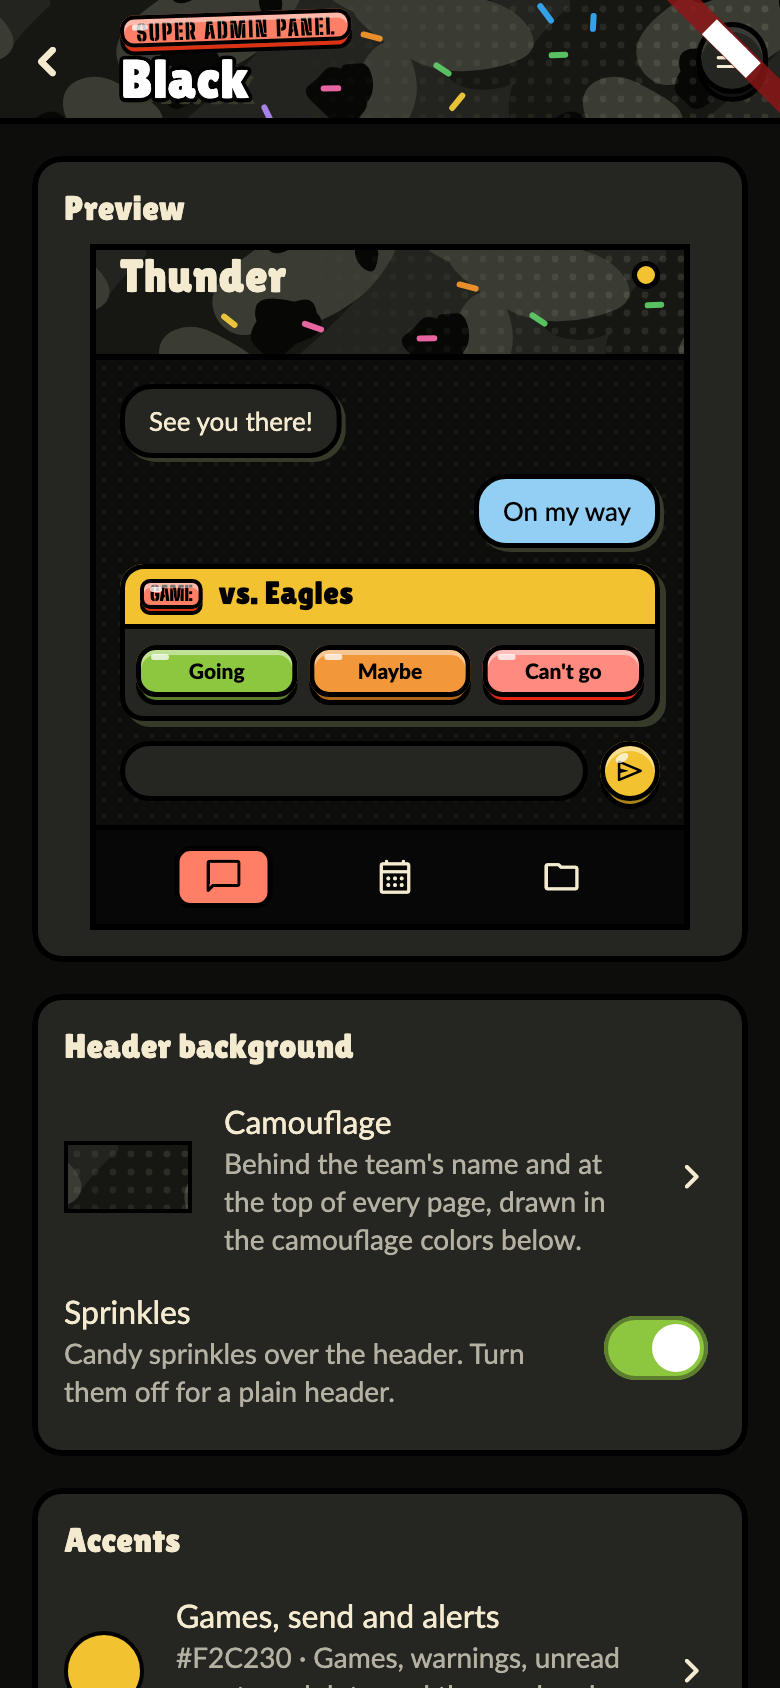 SUPER ADMIN PANEL
Black
Preview
Thunder
See you there!
On my way
GAME
vs. Eagles
Going
Maybe
Can't go
Header background
Camouflage
Behind the team's name and at
the top of every page, drawn in
the camouflage colors below.
Sprinkles
Candy sprinkles over the header. Turn
them off for a plain header.
Accents
Games, send and alerts
#F2C230 · Games, warnings, unread